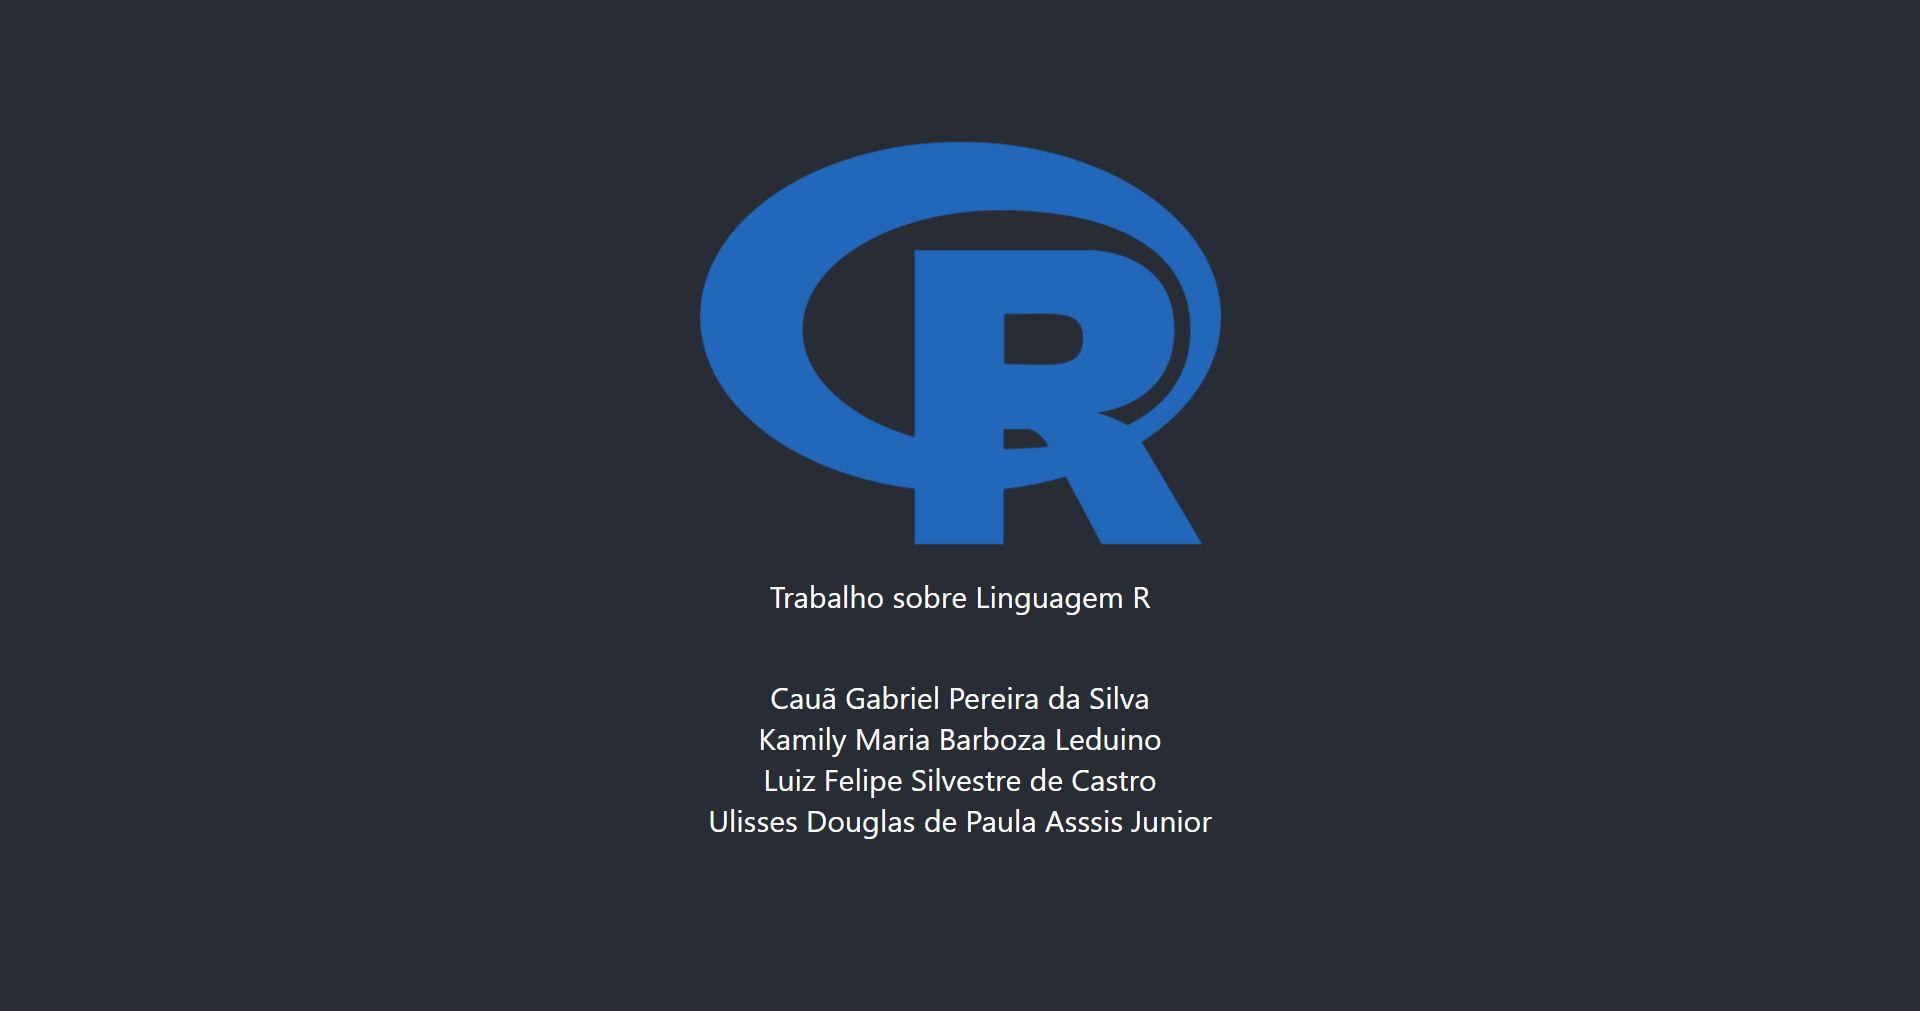 R
Trabalho sobre Linguagem R
Cauã Gabriel Pereira da Silva
Kamily Maria Barboza Leduino
Luiz Felipe Silvestre de Castro
Ulisses Douglas de Paula Asssis Junior